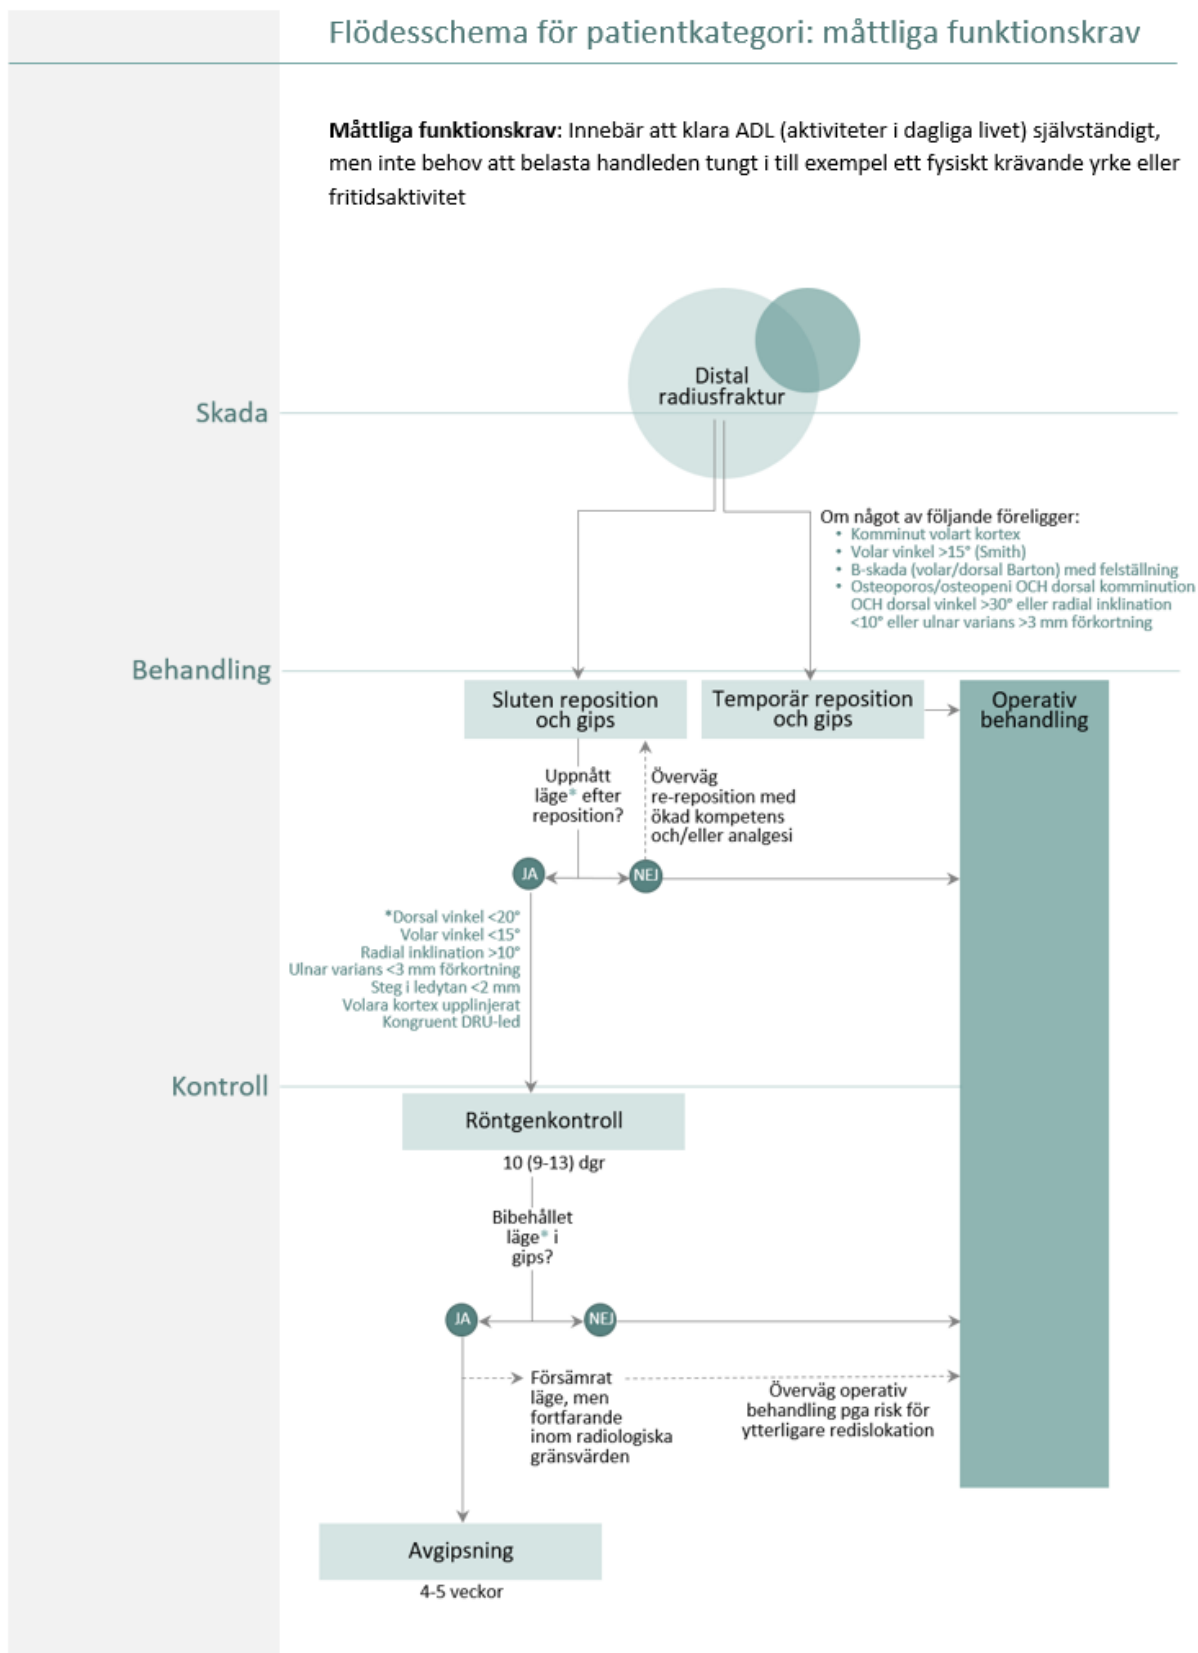 Flödesschema för patientkategori: måttliga funktionskrav
Måttliga funktionskrav: Innebär att klara ADL (aktiviteter i dagliga livet) självständigt,
men inte behov att belasta handleden tungt i till exempel ett fysiskt krävande yrke eller
fritidsaktivitet
Distal
radiusfraktur
Skada
Om något av följande föreligger:
• Komminut volart kortex
• Volar vinkel >15° (Smith)
• B-skada (volar/dorsal Barton) med felställning
• Osteoporos/osteopeni OCH dorsal komminution
OCH dorsal vinkel >30° eller radial inklination
<10° eller ulnar varians >3 mm förkortning
Behandling
Sluten reposition
och gips
Temporär reposition
och gips
Operativ
behandling
Uppnått
läge* efter
reposition?
Överväg
re-reposition med
ökad kompetens
och/eller analgesi
JA
NEJ
*Dorsal vinkel <20°
Volar vinkel <15°
Radial inklination >10°
Ulnar varians <3 mm förkortning
Steg i ledytan <2 mm
Volara kortex upplinjerat
Kongruent DRU-led
Kontroll
Röntgenkontroll
10 (9-13) dgr
Bibehållet
läge* i
gips?
JA
NEJ
Försämrat
läge, men
fortfarande
inom radiologiska
gränsvärden
Överväg operativ
behandling pga risk för
ytterligare redislokation
Avgipsning
4-5 veckor